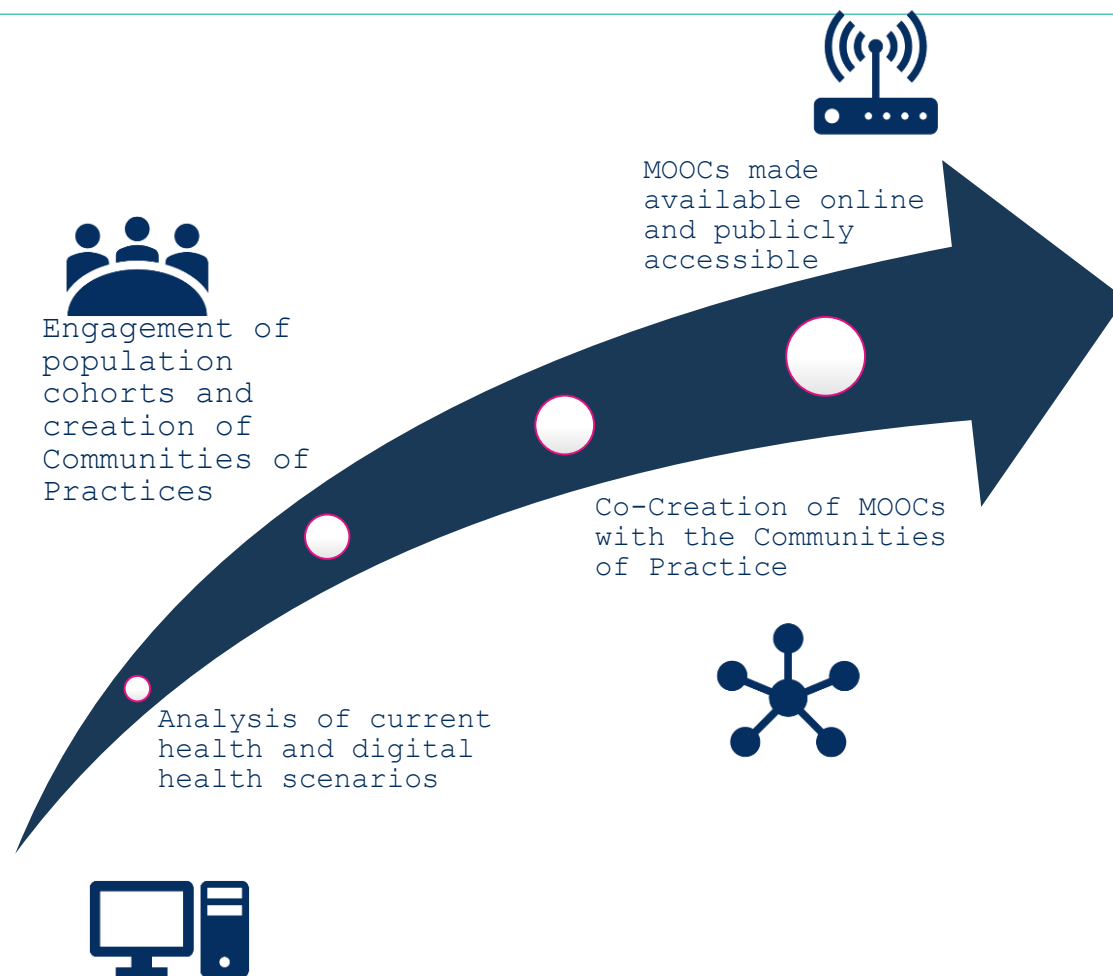 MOOCs made
available online
and publicly
accessible
Engagement of
population
cohorts and
creation of
Communities of
Practices
Co-Creation of MOOCs
with the Communities
of Practice
Analysis of current
health and digital
health scenarios